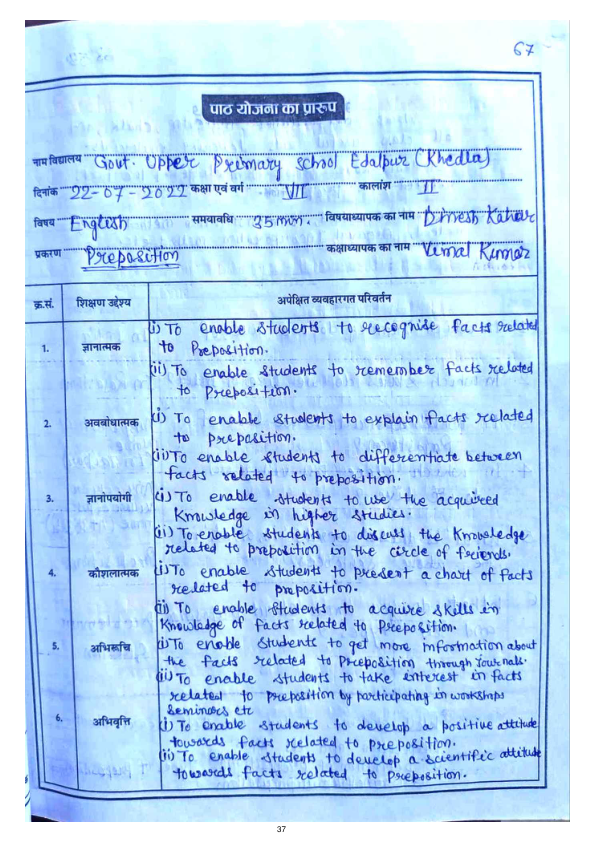 67
पाठ योजना का प्रारूप
नाम विद्यालय Govt. Upper Primary School Edalpur (Khedla)
दिनांक 22-07-2022 कक्षा एवं वर्ग VII कालांश II
विषय English समयावधि 35 min. विषयाध्यापक का नाम Dinesh Katiar
प्रकरण Preposition कक्षाध्यापक का नाम Vimal Kumar
क्र.सं. शिक्षण उद्देश्य अपेक्षित व्यवहारगत परिवर्तन
1. ज्ञानात्मक (i) To enable students to recognise facts related
to Preposition.
(ii) To enable students to remember facts related
to Preposition.
2. अवबोधात्मक (i) To enable students to explain facts related
to preposition.
(ii) To enable students to differentiate between
facts related to preposition.
3. ज्ञानोपयोगी (i) To enable students to use the acquired
Knowledge in higher studies.
(ii) To enable students to discuss the Knowledge
related to preposition in the circle of friends.
4. कौशलात्मक (i) To enable students to present a chart of facts
related to preposition.
(ii) To enable students to acquire skills in
Knowledge of facts related to Preposition.
5. अभिरूचि (i) To enable students to get more information about
the facts related to Preposition through Journals.
(ii) To enable students to take interest in facts
related to preposition by participating in workshops
Seminors etc
6. अभिवृत्ति (i) To enable students to develop a positive attitude
towards facts related to preposition.
(ii) To enable students to develop a scientific attitude
towards facts related to Preposition.
37